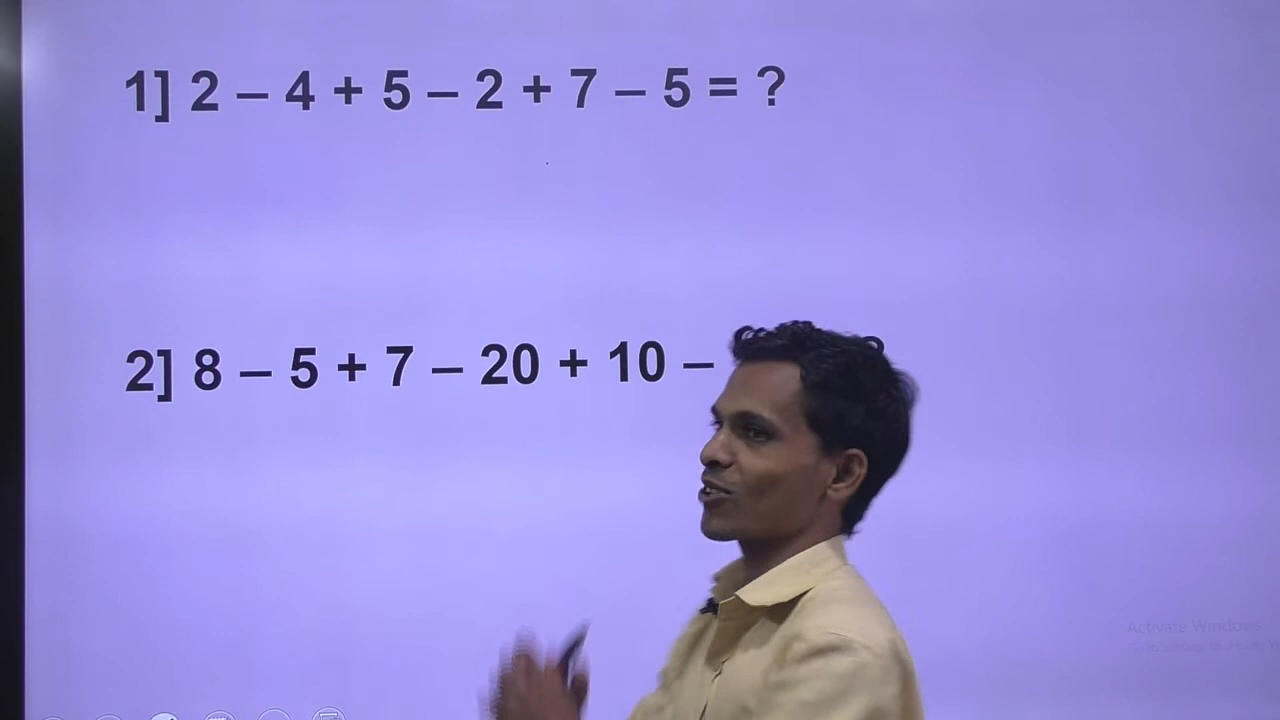 1] 2 – 4 + 5 – 2 + 7 – 5 = ?
2] 8 – 5 + 7 – 20 + 10 –
Activate Windows